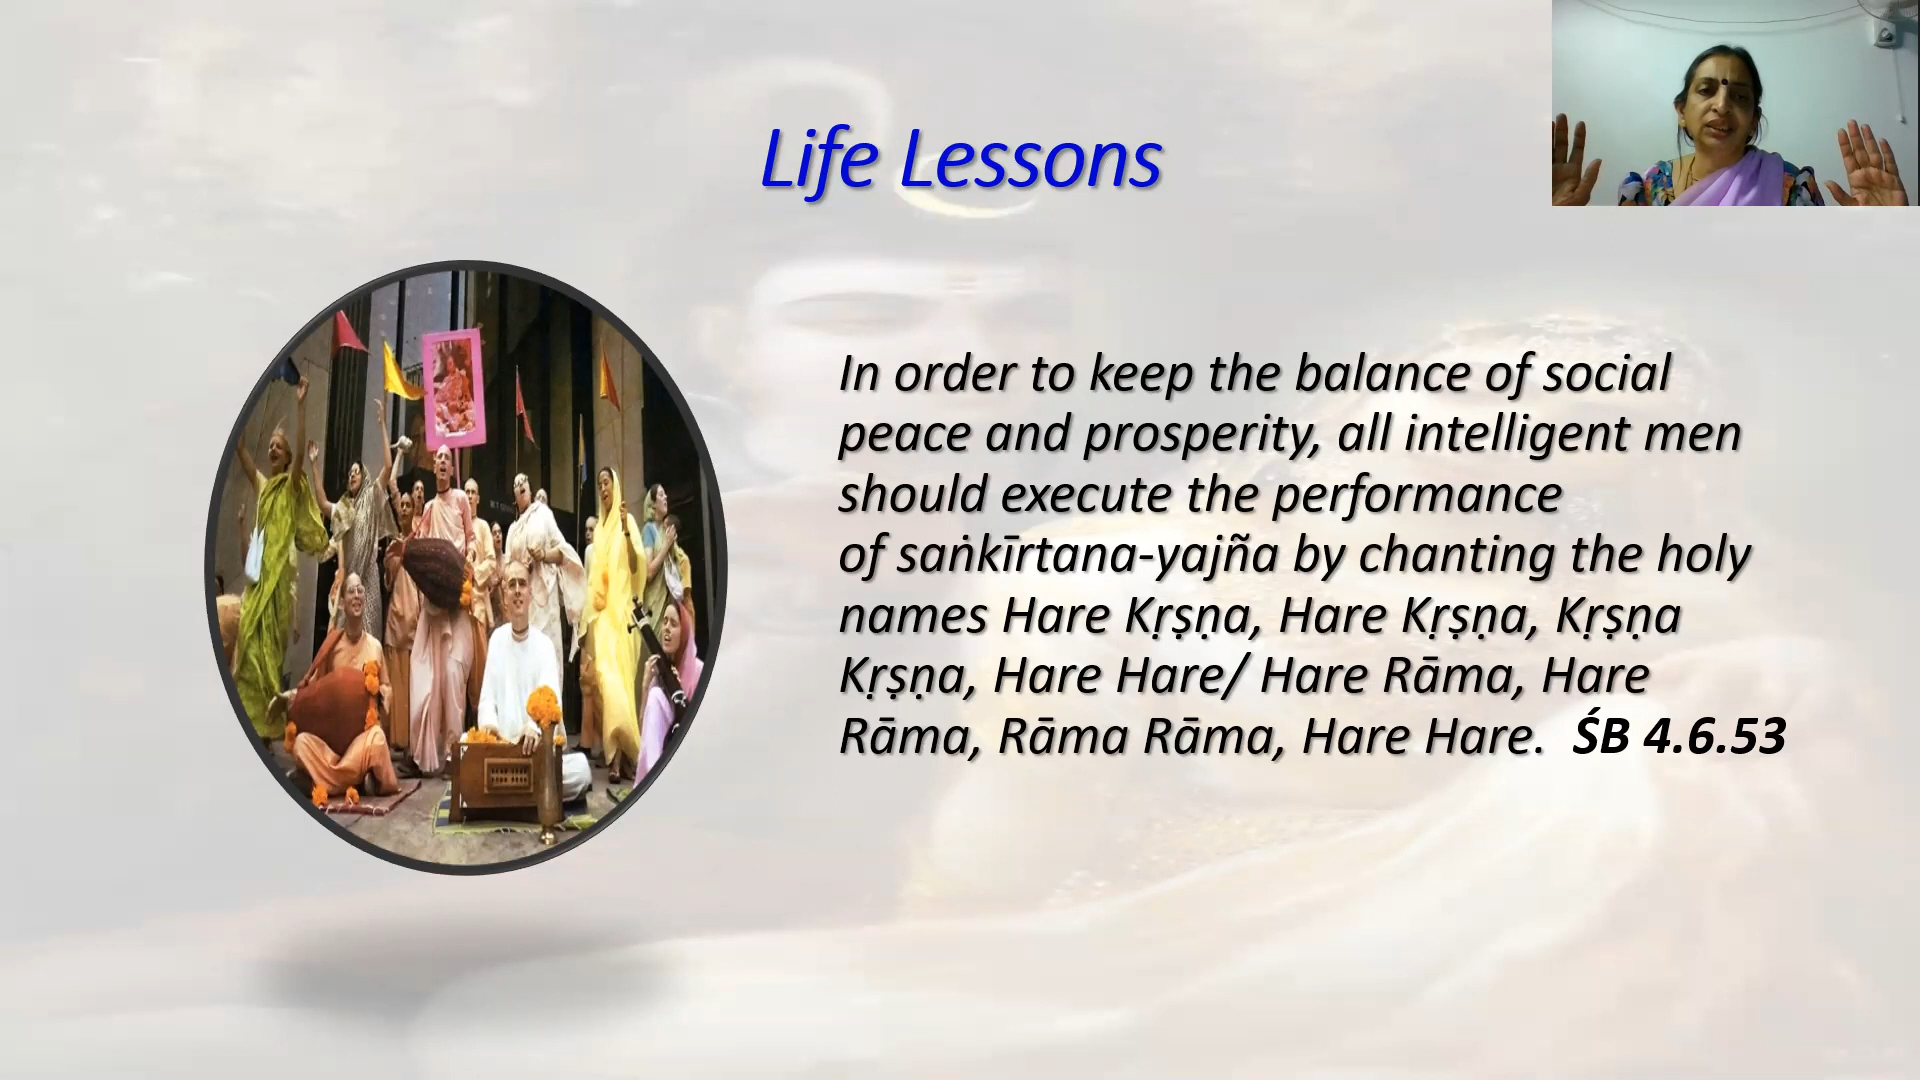 Life Lessons
In order to keep the balance of social
peace and prosperity, all intelligent men
should execute the performance
of saṅkīrtana-yajña by chanting the holy
names Hare Kṛṣṇa, Hare Kṛṣṇa, Kṛṣṇa
Kṛṣṇa, Hare Hare/ Hare Rāma, Hare
Rāma, Rāma Rāma, Hare Hare.  ŚB 4.6.53